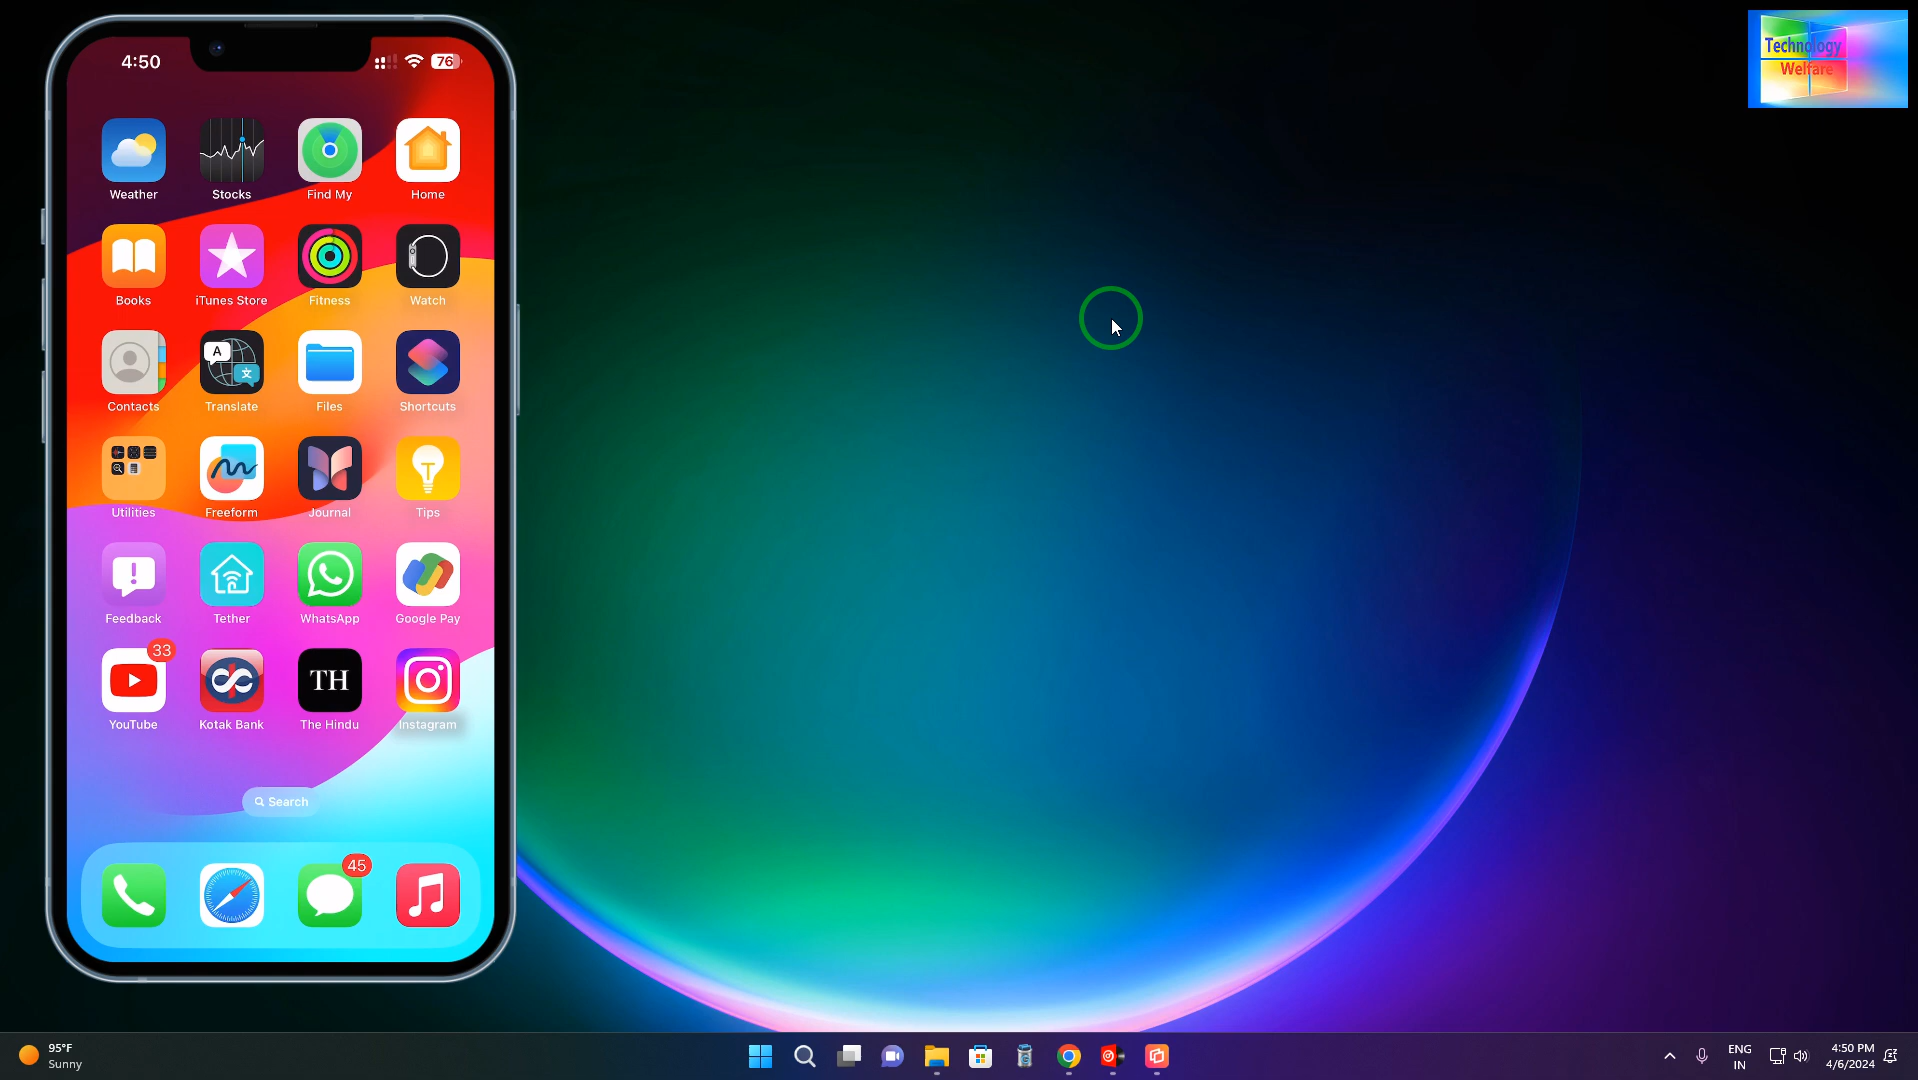 4:50
76
Technology
Welfare
Weather
Stocks
Find My
Home
Books
iTunes Store
Fitness
Watch
A
文
Contacts
Translate
Files
Shortcuts
T
Utilities
Freeform
Journal
Tips
Feedback
Tether
WhatsApp
Google Pay
33
TH
YouTube
Kotak Bank
The Hindu
Instagram
Search
45
95°F
Sunny
ENG
IN
4:50 PM
4/6/2024